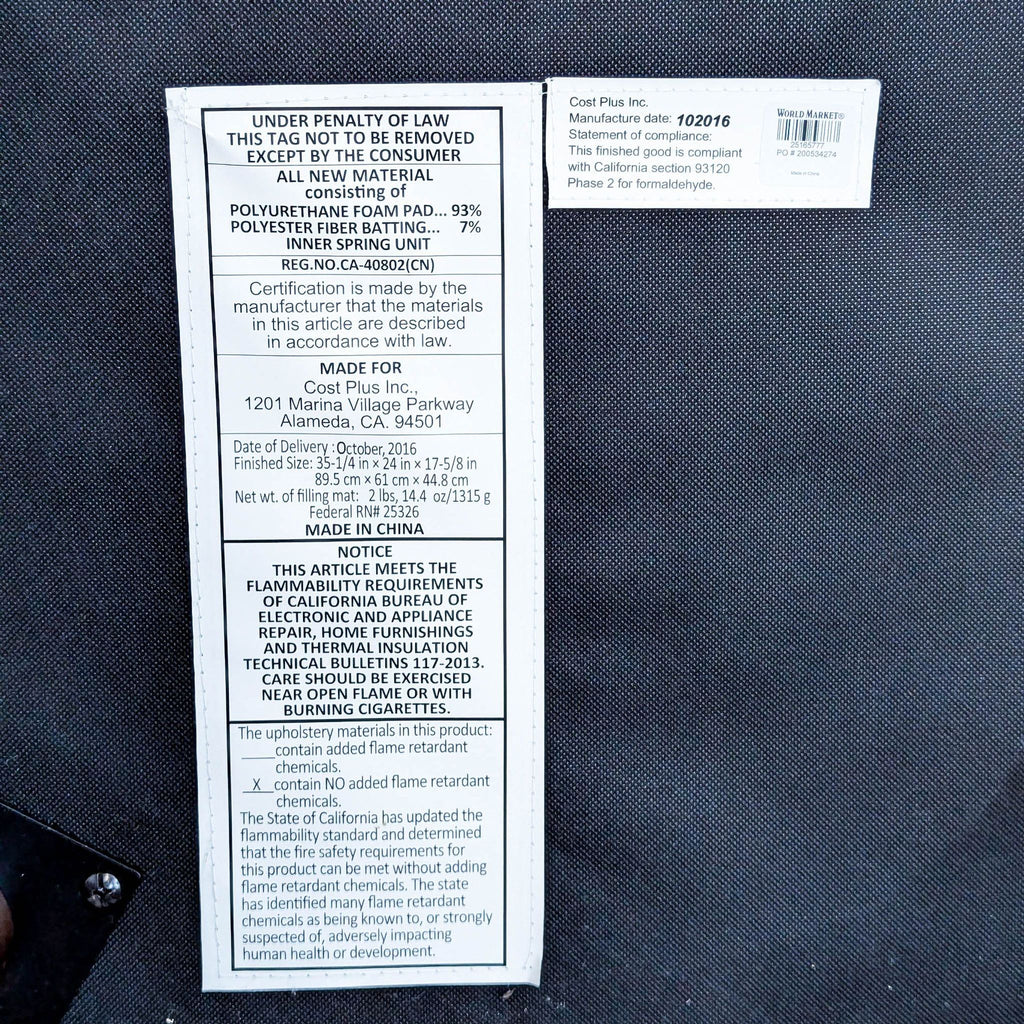 UNDER PENALTY OF LAW
THIS TAG NOT TO BE REMOVED
EXCEPT BY THE CONSUMER
ALL NEW MATERIAL
consisting of
POLYURETHANE FOAM PAD... 93%
POLYESTER FIBER BATTING... 7%
INNER SPRING UNIT
REG.NO.CA-40802(CN)
Certification is made by the
manufacturer that the materials
in this article are described
in accordance with law.
MADE FOR
Cost Plus Inc.,
1201 Marina Village Parkway
Alameda, CA. 94501
Date of Delivery : October, 2016
Finished Size: 35-1/4 in × 24 in × 17-5/8 in
89.5 cm × 61 cm × 44.8 cm
Net wt. of filling mat: 2 lbs, 14.4 oz/1315 g
Federal RN# 25326
MADE IN CHINA
NOTICE
THIS ARTICLE MEETS THE
FLAMMABILITY REQUIREMENTS
OF CALIFORNIA BUREAU OF
ELECTRONIC AND APPLIANCE
REPAIR, HOME FURNISHINGS
AND THERMAL INSULATION
TECHNICAL BULLETINS 117-2013.
CARE SHOULD BE EXERCISED
NEAR OPEN FLAME OR WITH
BURNING CIGARETTES.
The upholstery materials in this product:
____contain added flame retardant
chemicals.
_X_contain NO added flame retardant
chemicals.
The State of California has updated the
flammability standard and determined
that the fire safety requirements for
this product can be met without adding
flame retardant chemicals. The state
has identified many flame retardant
chemicals as being known to, or strongly
suspected of, adversely impacting
human health or development.
Cost Plus Inc.
Manufacture date: 102016
Statement of compliance:
This finished good is compliant
with California section 93120
Phase 2 for formaldehyde.
WORLD MARKET®
25165777
PO # 200534274
Made in China